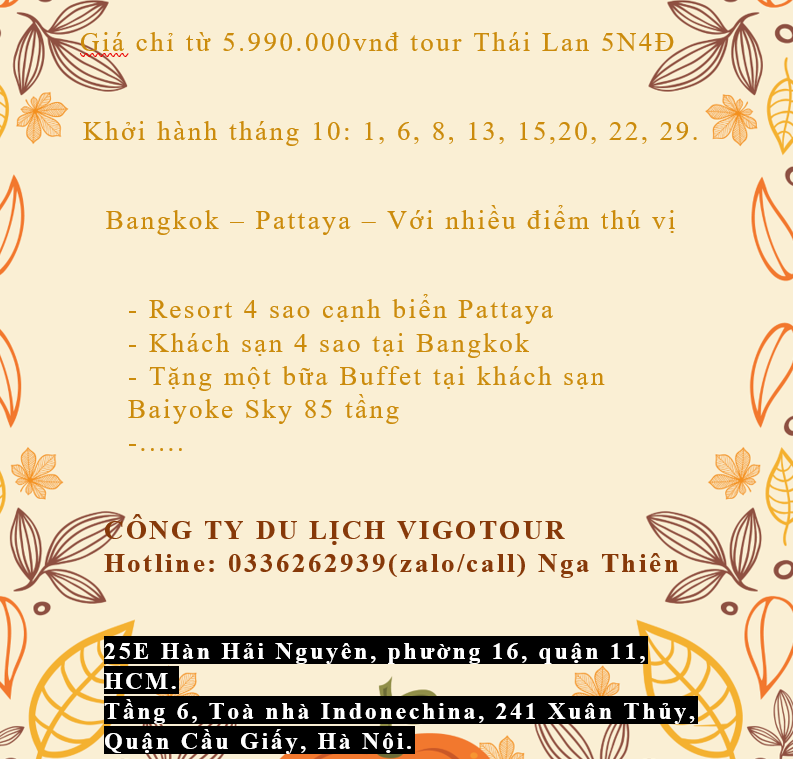 Giá chỉ từ 5.990.000vnđ tour Thái Lan 5N4Đ
Khởi hành tháng 10: 1, 6, 8, 13, 15,20, 22, 29.
Bangkok – Pattaya – Với nhiều điểm thú vị
- Resort 4 sao cạnh biển Pattaya
- Khách sạn 4 sao tại Bangkok
- Tặng một bữa Buffet tại khách sạn
Baiyoke Sky 85 tầng
-.....
CÔNG TY DU LỊCH VIGOTOUR
Hotline: 0336262939(zalo/call) Nga Thiên
25E Hàn Hải Nguyên, phường 16, quận 11,
HCM.
Tầng 6, Toà nhà Indonechina, 241 Xuân Thủy,
Quận Cầu Giấy, Hà Nội.